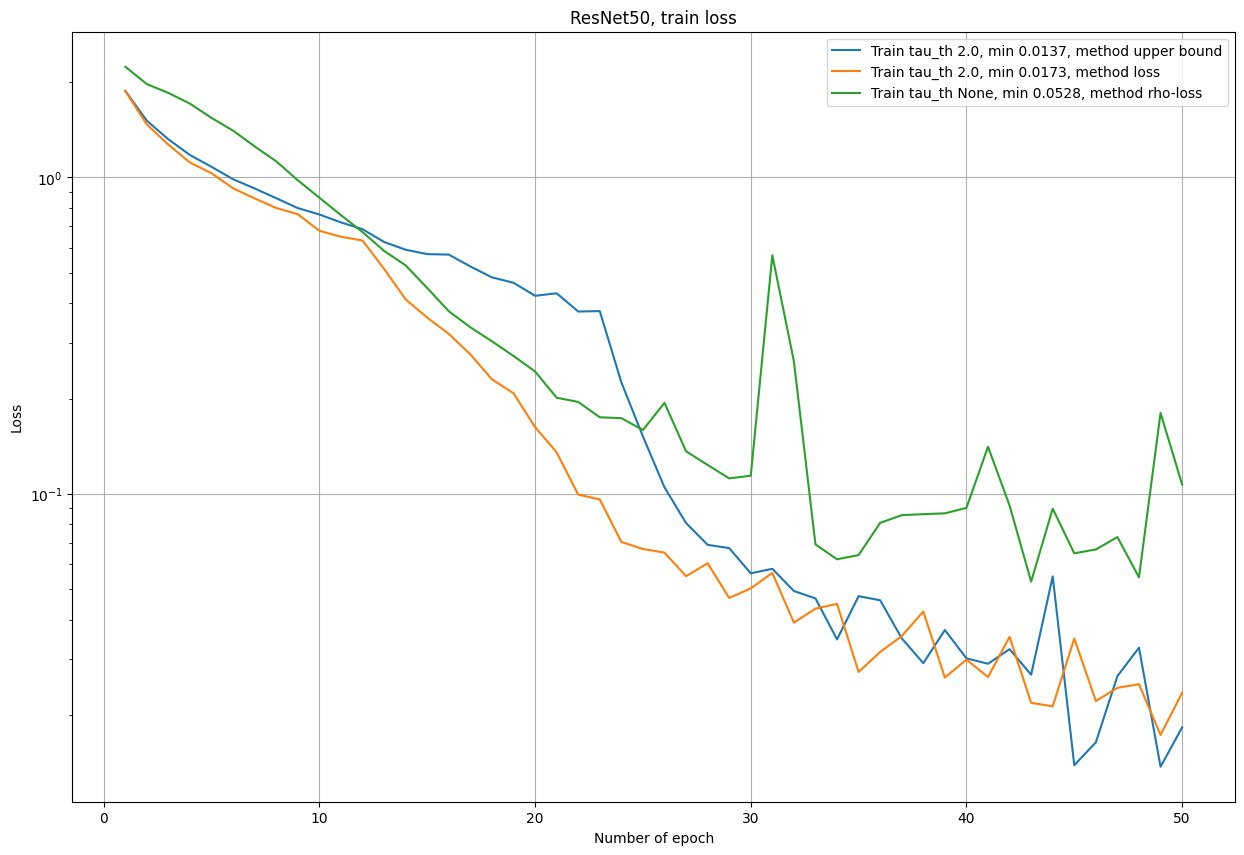 ResNet50, train loss
Train tau_th 2.0, min 0.0137, method upper bound
Train tau_th 2.0, min 0.0173, method loss
Train tau_th None, min 0.0528, method rho-loss
Loss
10⁰
10⁻¹
0 10 20 30 40 50
Number of epoch